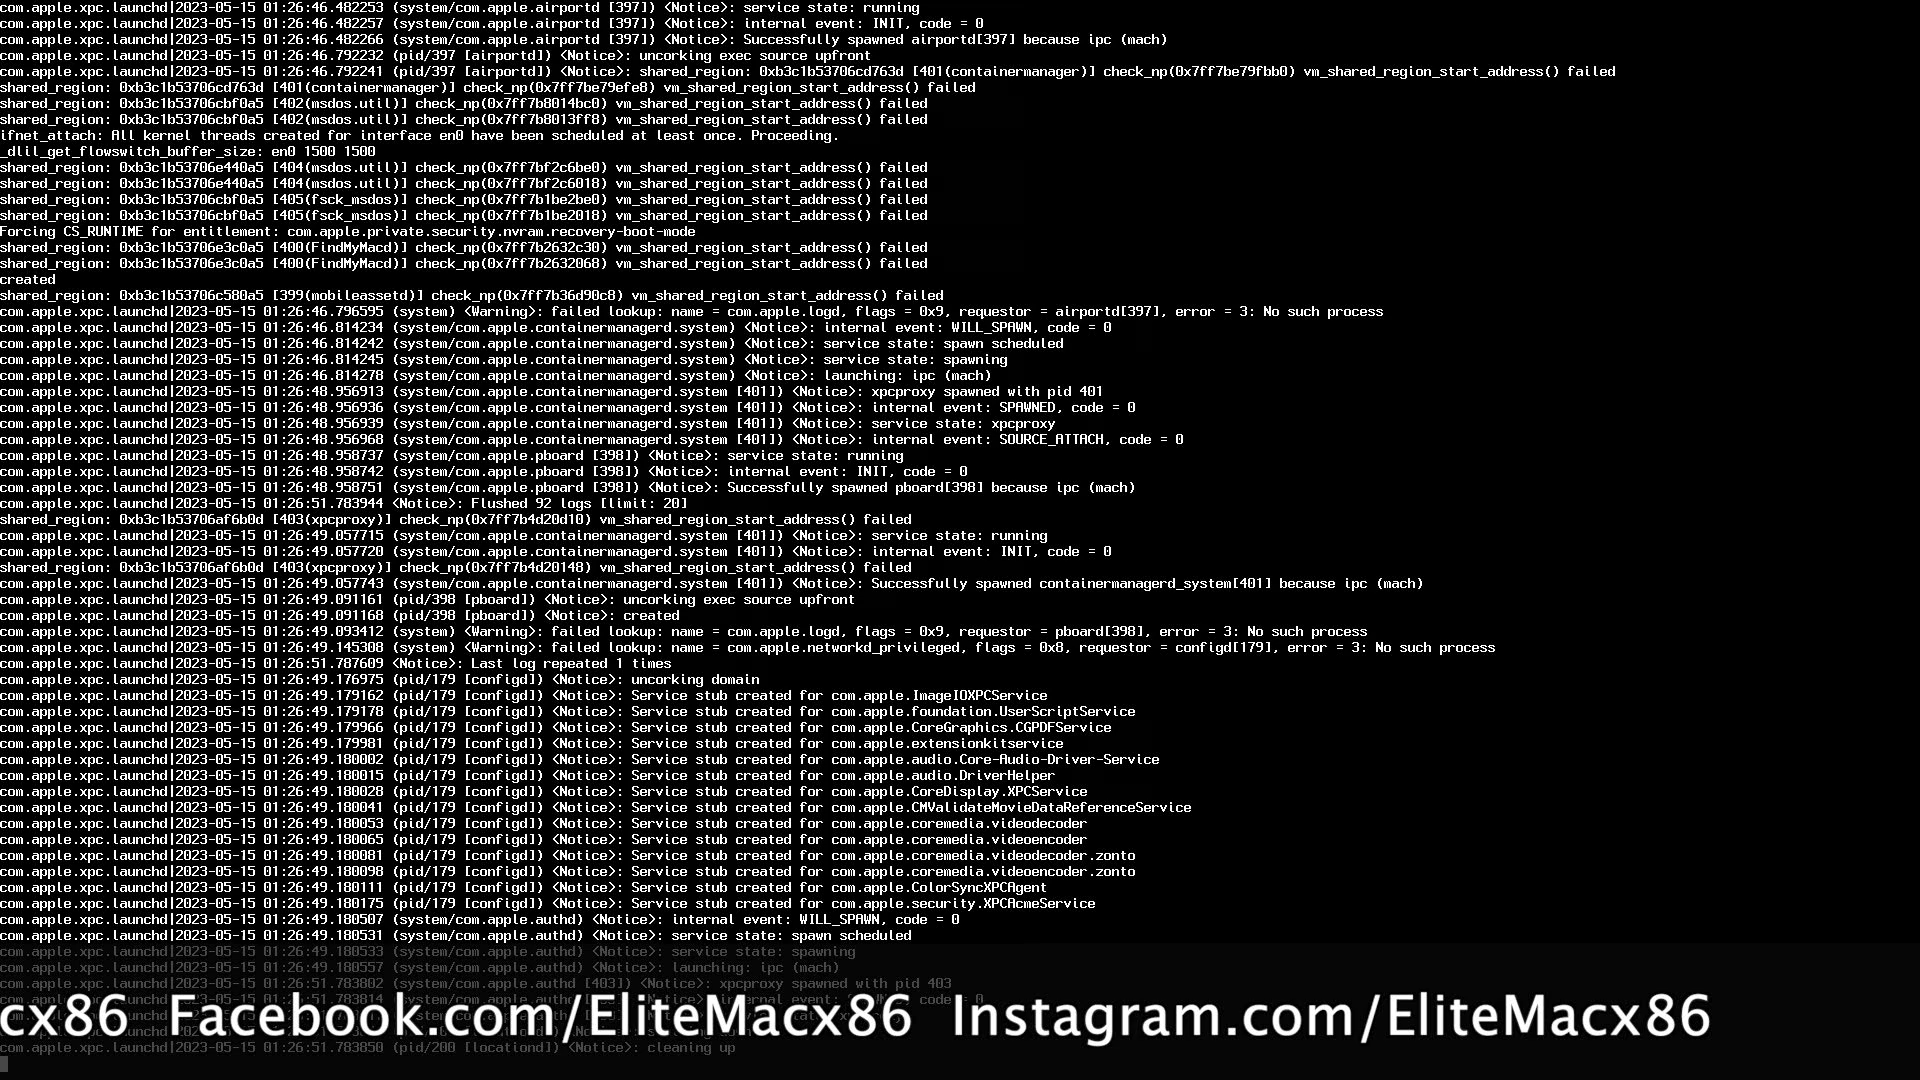 com.apple.xpc.launchd|2023-05-15 01:26:46.482253 (system/com.apple.airportd [397]) <Notice>: service state: running
com.apple.xpc.launchd|2023-05-15 01:26:46.482257 (system/com.apple.airportd [397]) <Notice>: internal event: INIT, code = 0
com.apple.xpc.launchd|2023-05-15 01:26:46.482266 (system/com.apple.airportd [397]) <Notice>: Successfully spawned airportd[397] because ipc (mach)
com.apple.xpc.launchd|2023-05-15 01:26:46.792232 (pid/397 [airportd]) <Notice>: uncorking exec source upfront
com.apple.xpc.launchd|2023-05-15 01:26:46.792241 (pid/397 [airportd]) <Notice>: shared_region: 0xb3c1b53706cd763d [401(containermanager)] check_np(0x7ff7be79fbb0) vm_shared_region_start_address() failed
shared_region: 0xb3c1b53706cd763d [401(containermanager)] check_np(0x7ff7be79efe8) vm_shared_region_start_address() failed
shared_region: 0xb3c1b53706cbf0a5 [402(msdos.util)] check_np(0x7ff7b8014bc0) vm_shared_region_start_address() failed
shared_region: 0xb3c1b53706cbf0a5 [402(msdos.util)] check_np(0x7ff7b8013ff8) vm_shared_region_start_address() failed
ifnet_attach: All kernel threads created for interface en0 have been scheduled at least once. Proceeding.
_dlil_get_flowswitch_buffer_size: en0 1500 1500
shared_region: 0xb3c1b53706e440a5 [404(msdos.util)] check_np(0x7ff7bf2c6be0) vm_shared_region_start_address() failed
shared_region: 0xb3c1b53706e440a5 [404(msdos.util)] check_np(0x7ff7bf2c6018) vm_shared_region_start_address() failed
shared_region: 0xb3c1b53706cbf0a5 [405(fsck_msdos)] check_np(0x7ff7b1be2be0) vm_shared_region_start_address() failed
shared_region: 0xb3c1b53706cbf0a5 [405(fsck_msdos)] check_np(0x7ff7b1be2018) vm_shared_region_start_address() failed
Forcing CS_RUNTIME for entitlement: com.apple.private.security.nvram.recovery-boot-mode
shared_region: 0xb3c1b53706e3c0a5 [400(FindMyMacd)] check_np(0x7ff7b2632c30) vm_shared_region_start_address() failed
shared_region: 0xb3c1b53706e3c0a5 [400(FindMyMacd)] check_np(0x7ff7b2632068) vm_shared_region_start_address() failed
created
shared_region: 0xb3c1b53706c580a5 [399(mobileassetd)] check_np(0x7ff7b36d90c8) vm_shared_region_start_address() failed
com.apple.xpc.launchd|2023-05-15 01:26:46.796595 (system) <Warning>: failed lookup: name = com.apple.logd, flags = 0x9, requestor = airportd[397], error = 3: No such process
com.apple.xpc.launchd|2023-05-15 01:26:46.814234 (system/com.apple.containermanagerd.system) <Notice>: internal event: WILL_SPAWN, code = 0
com.apple.xpc.launchd|2023-05-15 01:26:46.814242 (system/com.apple.containermanagerd.system) <Notice>: service state: spawn scheduled
com.apple.xpc.launchd|2023-05-15 01:26:46.814245 (system/com.apple.containermanagerd.system) <Notice>: service state: spawning
com.apple.xpc.launchd|2023-05-15 01:26:46.814278 (system/com.apple.containermanagerd.system) <Notice>: launching: ipc (mach)
com.apple.xpc.launchd|2023-05-15 01:26:48.956913 (system/com.apple.containermanagerd.system [401]) <Notice>: xpcproxy spawned with pid 401
com.apple.xpc.launchd|2023-05-15 01:26:48.956936 (system/com.apple.containermanagerd.system [401]) <Notice>: internal event: SPAWNED, code = 0
com.apple.xpc.launchd|2023-05-15 01:26:48.956939 (system/com.apple.containermanagerd.system [401]) <Notice>: service state: xpcproxy
com.apple.xpc.launchd|2023-05-15 01:26:48.956968 (system/com.apple.containermanagerd.system [401]) <Notice>: internal event: SOURCE_ATTACH, code = 0
com.apple.xpc.launchd|2023-05-15 01:26:48.958737 (system/com.apple.pboard [398]) <Notice>: service state: running
com.apple.xpc.launchd|2023-05-15 01:26:48.958742 (system/com.apple.pboard [398]) <Notice>: internal event: INIT, code = 0
com.apple.xpc.launchd|2023-05-15 01:26:48.958751 (system/com.apple.pboard [398]) <Notice>: Successfully spawned pboard[398] because ipc (mach)
com.apple.xpc.launchd|2023-05-15 01:26:51.783944 <Notice>: Flushed 92 logs [limit: 20]
shared_region: 0xb3c1b53706af6b0d [403(xpcproxy)] check_np(0x7ff7b4d20d10) vm_shared_region_start_address() failed
com.apple.xpc.launchd|2023-05-15 01:26:49.057715 (system/com.apple.containermanagerd.system [401]) <Notice>: service state: running
com.apple.xpc.launchd|2023-05-15 01:26:49.057720 (system/com.apple.containermanagerd.system [401]) <Notice>: internal event: INIT, code = 0
shared_region: 0xb3c1b53706af6b0d [403(xpcproxy)] check_np(0x7ff7b4d20148) vm_shared_region_start_address() failed
com.apple.xpc.launchd|2023-05-15 01:26:49.057743 (system/com.apple.containermanagerd.system [401]) <Notice>: Successfully spawned containermanagerd_system[401] because ipc (mach)
com.apple.xpc.launchd|2023-05-15 01:26:49.091161 (pid/398 [pboard]) <Notice>: uncorking exec source upfront
com.apple.xpc.launchd|2023-05-15 01:26:49.091168 (pid/398 [pboard]) <Notice>: created
com.apple.xpc.launchd|2023-05-15 01:26:49.093412 (system) <Warning>: failed lookup: name = com.apple.logd, flags = 0x9, requestor = pboard[398], error = 3: No such process
com.apple.xpc.launchd|2023-05-15 01:26:49.145308 (system) <Warning>: failed lookup: name = com.apple.networkd_privileged, flags = 0x8, requestor = configd[179], error = 3: No such process
com.apple.xpc.launchd|2023-05-15 01:26:51.787609 <Notice>: Last log repeated 1 times
com.apple.xpc.launchd|2023-05-15 01:26:49.176975 (pid/179 [configd]) <Notice>: uncorking domain
com.apple.xpc.launchd|2023-05-15 01:26:49.179162 (pid/179 [configd]) <Notice>: Service stub created for com.apple.ImageIOXPCService
com.apple.xpc.launchd|2023-05-15 01:26:49.179178 (pid/179 [configd]) <Notice>: Service stub created for com.apple.foundation.UserScriptService
com.apple.xpc.launchd|2023-05-15 01:26:49.179966 (pid/179 [configd]) <Notice>: Service stub created for com.apple.CoreGraphics.CGPDFService
com.apple.xpc.launchd|2023-05-15 01:26:49.179981 (pid/179 [configd]) <Notice>: Service stub created for com.apple.extensionkitservice
com.apple.xpc.launchd|2023-05-15 01:26:49.180002 (pid/179 [configd]) <Notice>: Service stub created for com.apple.audio.Core-Audio-Driver-Service
com.apple.xpc.launchd|2023-05-15 01:26:49.180015 (pid/179 [configd]) <Notice>: Service stub created for com.apple.audio.DriverHelper
com.apple.xpc.launchd|2023-05-15 01:26:49.180028 (pid/179 [configd]) <Notice>: Service stub created for com.apple.CoreDisplay.XPCService
com.apple.xpc.launchd|2023-05-15 01:26:49.180041 (pid/179 [configd]) <Notice>: Service stub created for com.apple.CMValidateMovieDataReferenceService
com.apple.xpc.launchd|2023-05-15 01:26:49.180053 (pid/179 [configd]) <Notice>: Service stub created for com.apple.coremedia.videodecoder
com.apple.xpc.launchd|2023-05-15 01:26:49.180065 (pid/179 [configd]) <Notice>: Service stub created for com.apple.coremedia.videoencoder
com.apple.xpc.launchd|2023-05-15 01:26:49.180081 (pid/179 [configd]) <Notice>: Service stub created for com.apple.coremedia.videodecoder.zonto
com.apple.xpc.launchd|2023-05-15 01:26:49.180098 (pid/179 [configd]) <Notice>: Service stub created for com.apple.coremedia.videoencoder.zonto
com.apple.xpc.launchd|2023-05-15 01:26:49.180111 (pid/179 [configd]) <Notice>: Service stub created for com.apple.ColorSyncXPCAgent
com.apple.xpc.launchd|2023-05-15 01:26:49.180175 (pid/179 [configd]) <Notice>: Service stub created for com.apple.security.XPCAcmeService
com.apple.xpc.launchd|2023-05-15 01:26:49.180507 (system/com.apple.authd) <Notice>: internal event: WILL_SPAWN, code = 0
com.apple.xpc.launchd|2023-05-15 01:26:49.180531 (system/com.apple.authd) <Notice>: service state: spawn scheduled
com.apple.xpc.launchd|2023-05-15 01:26:49.180533 (system/com.apple.authd) <Notice>: service state: spawning
com.apple.xpc.launchd|2023-05-15 01:26:49.180557 (system/com.apple.authd) <Notice>: launching: ipc (mach)
com.apple.xpc.launchd|2023-05-15 01:26:51.783802 (system/com.apple.authd [403]) <Notice>: xpcproxy spawned with pid 403
cx86 Facebook.com/EliteMacx86 Instagram.com/EliteMacx86
com.apple.xpc.launchd|2023-05-15 01:26:51.783850 (pid/200 [locationd]) <Notice>: cleaning up